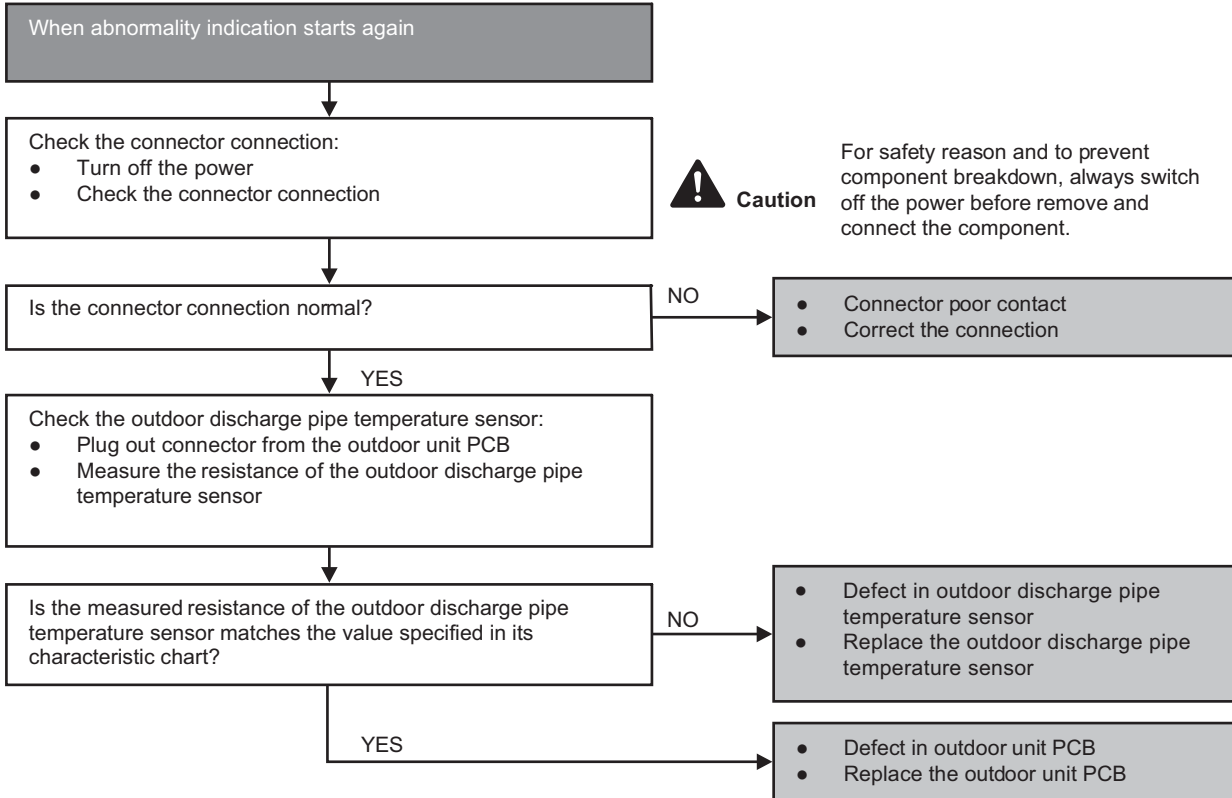 When abnormality indication starts again
Check the connector connection:
● Turn off the power
● Check the connector connection
Caution
For safety reason and to prevent
component breakdown, always switch
off the power before remove and
connect the component.
Is the connector connection normal?
NO
● Connector poor contact
● Correct the connection
YES
Check the outdoor discharge pipe temperature sensor:
● Plug out connector from the outdoor unit PCB
● Measure the resistance of the outdoor discharge pipe
temperature sensor
Is the measured resistance of the outdoor discharge pipe
temperature sensor matches the value specified in its
characteristic chart?
NO
● Defect in outdoor discharge pipe
temperature sensor
● Replace the outdoor discharge pipe
temperature sensor
YES
● Defect in outdoor unit PCB
● Replace the outdoor unit PCB